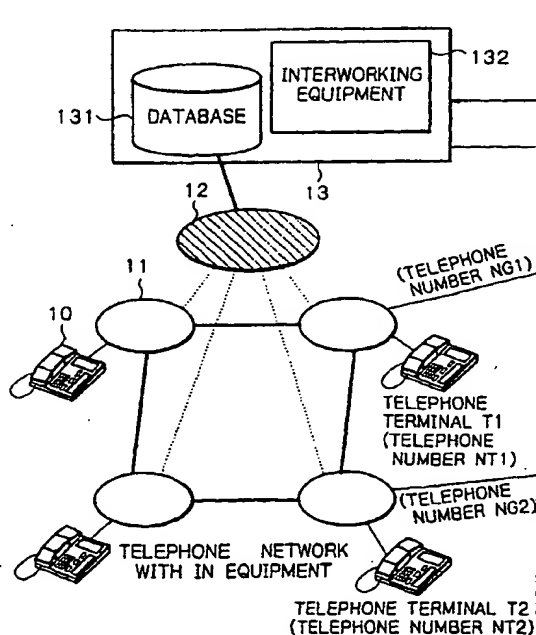 132
INTERWORKING
EQUIPMENT
131
DATABASE
13
12
(TELEPHONE
NUMBER NG1)
11
10
TELEPHONE
TERMINAL T1
(TELEPHONE
NUMBER NT1)
(TELEPHONE
NUMBER NG2)
TELEPHONE NETWORK
WITH IN EQUIPMENT
TELEPHONE TERMINAL T2
(TELEPHONE NUMBER NT2)